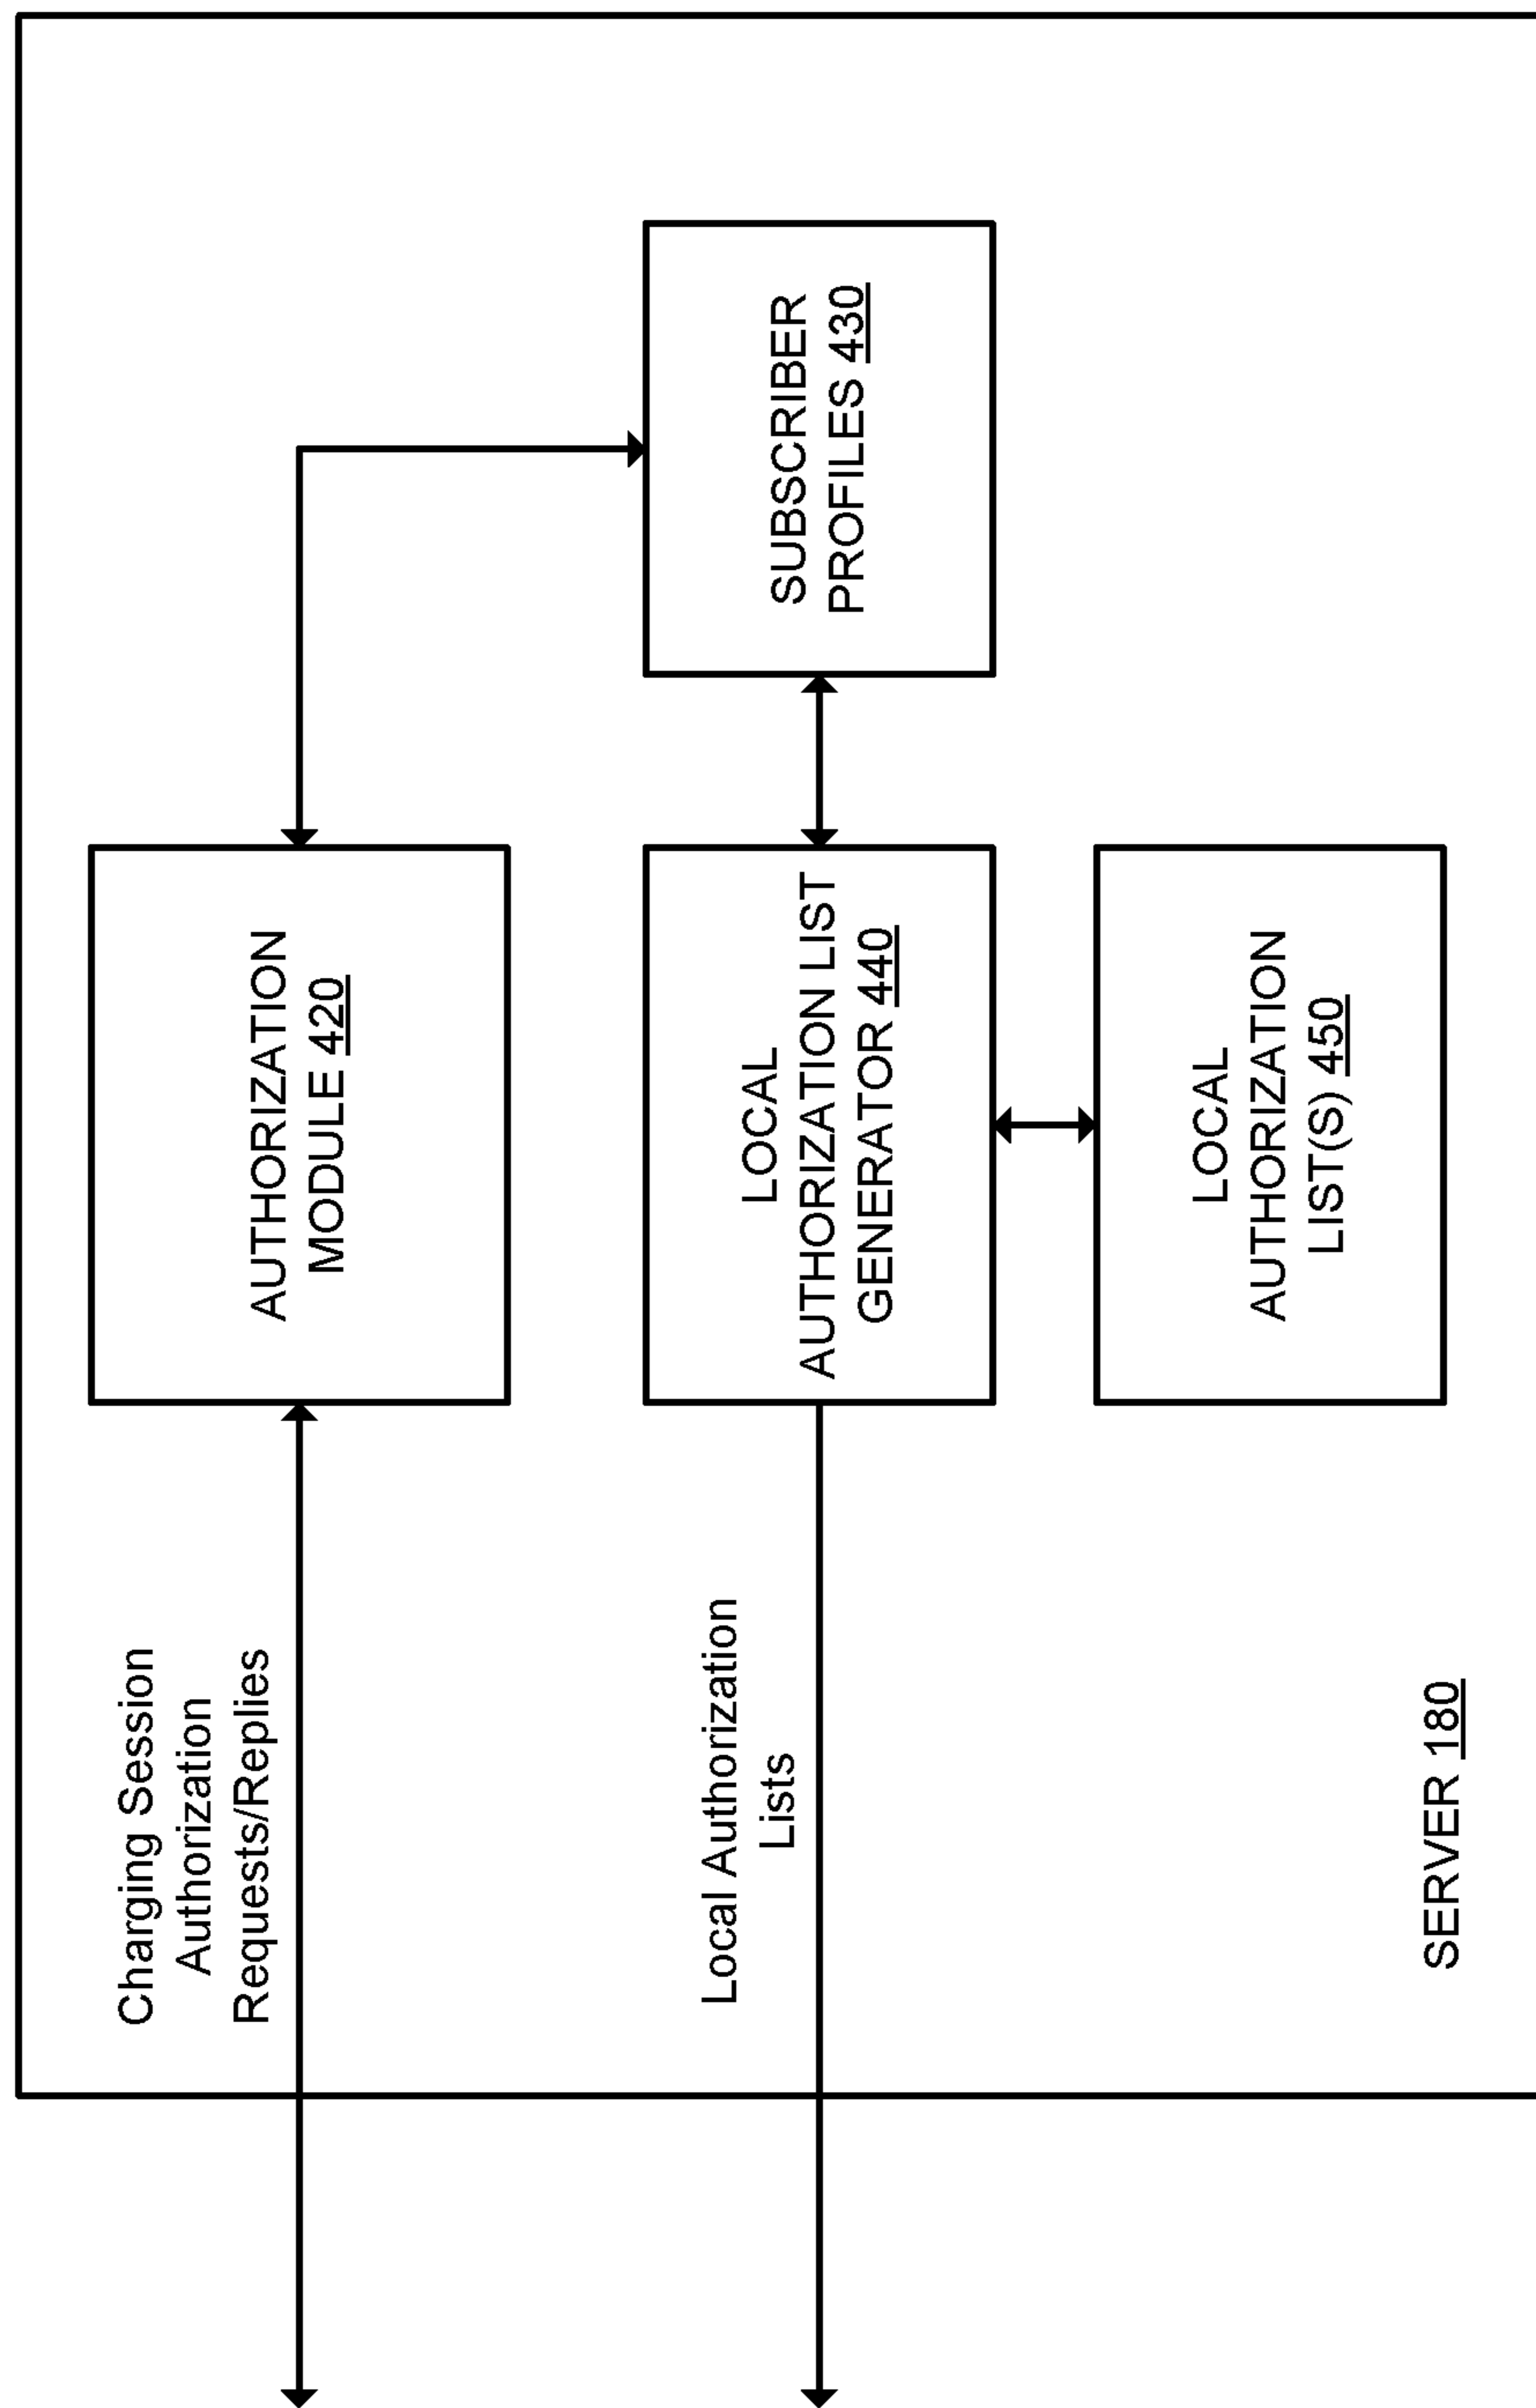 Charging Session
Authorization
Requests/Replies
AUTHORIZATION
MODULE 420
Local Authorization
Lists
LOCAL
AUTHORIZATION LIST
GENERATOR 440
SUBSCRIBER
PROFILES 430
LOCAL
AUTHORIZATION
LIST(S) 450
SERVER 180